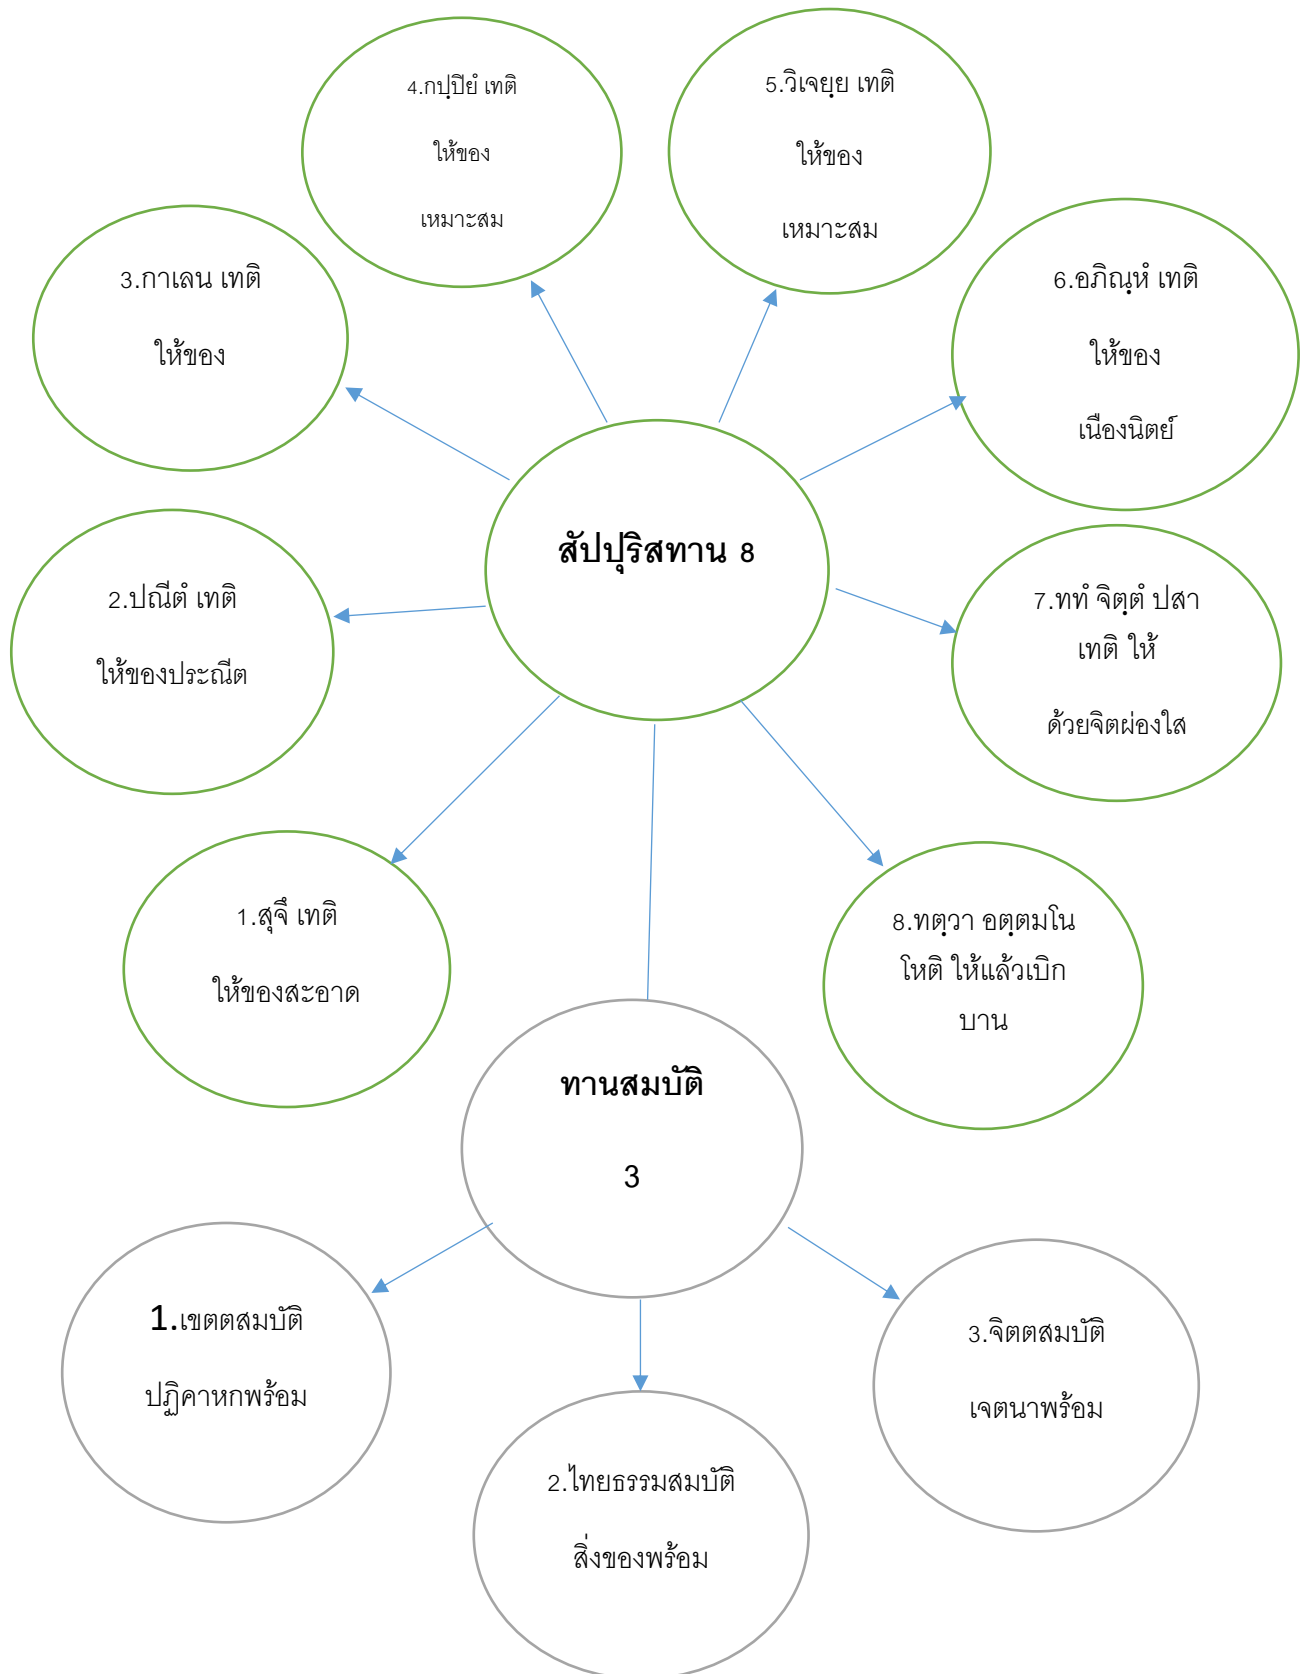 4.กปฺปิยํ เทติ
ให้ของ
เหมาะสม
5.วิเจยฺย เทติ
ให้ของ
เหมาะสม
3.กาเลน เทติ
ให้ของ
6.อภิณฺหํ เทติ
ให้ของ
เนืองนิตย์
สัปปุริสทาน 8
2.ปณีตํ เทติ
ให้ของประณีต
7.ททํ จิตฺตํ ปสา
เทติ ให้
ด้วยจิตผ่องใส
1.สุจึ เทติ
ให้ของสะอาด
8.ทตฺวา อตฺตมโน
โหติ ให้แล้วเบิก
บาน
ทานสมบัติ
3
1.เขตตสมบัติ
ปฏิคาหกพร้อม
2.ไทยธรรมสมบัติ
สิ่งของพร้อม
3.จิตตสมบัติ
เจตนาพร้อม